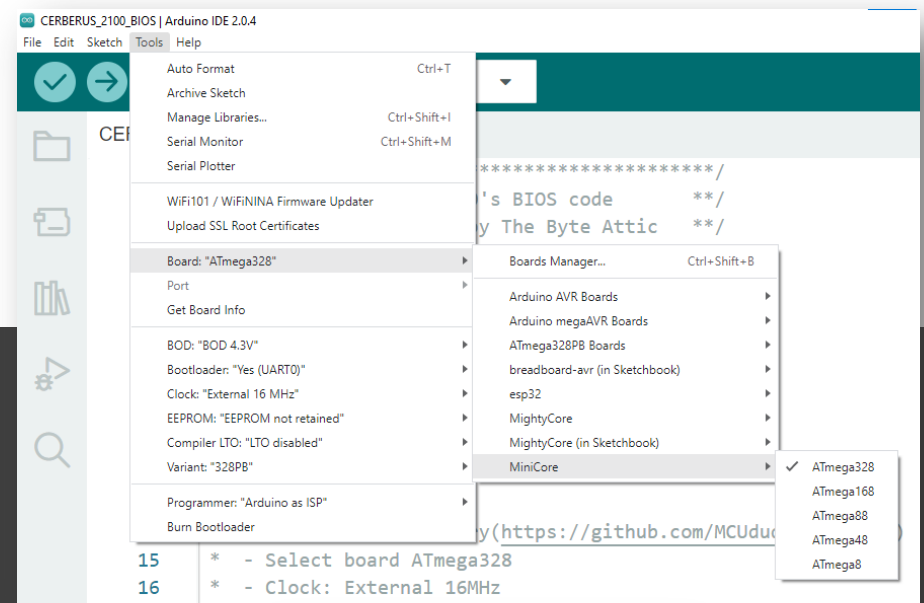 CERBERUS_2100_BIOS | Arduino IDE 2.0.4
File Edit Sketch Tools Help
CER
Auto Format Ctrl+T
Archive Sketch
Manage Libraries... Ctrl+Shift+I
Serial Monitor Ctrl+Shift+M
Serial Plotter
WiFi101 / WiFiNINA Firmware Updater
Upload SSL Root Certificates
Board: "ATmega328"
Port
Get Board Info
BOD: "BOD 4.3V"
Bootloader: "Yes (UART0)"
Clock: "External 16 MHz"
EEPROM: "EEPROM not retained"
Compiler LTO: "LTO disabled"
Variant: "328PB"
Programmer: "Arduino as ISP"
Burn Bootloader
*********************/
's BIOS code **/
y The Byte Attic **/
Boards Manager... Ctrl+Shift+B
Arduino AVR Boards
Arduino megaAVR Boards
ATmega328PB Boards
breadboard-avr (in Sketchbook)
esp32
MightyCore
MightyCore (in Sketchbook)
MiniCore
ATmega328
ATmega168
ATmega88
ATmega48
ATmega8
y(https://github.com/MCUdu )
15 * - Select board ATmega328
16 * - Clock: External 16MHz